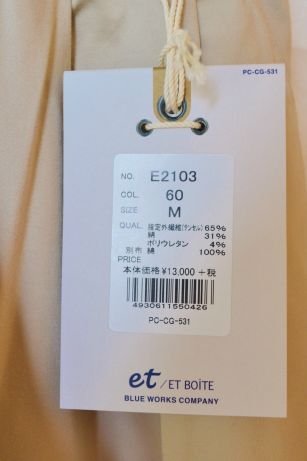 PC-CG-531
NO. E2103
COL. 60
SIZE M
QUAL. 指定外繊維(テンセル) 65%
綿 31%
ポリウレタン 4%
別布 綿 100%
PRICE
本体価格 ¥13,000 +税
4930611550426
PC-CG-531
et / ET BOîTE
BLUE WORKS COMPANY